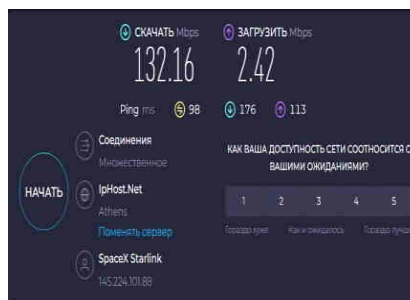 СКАЧАТЬ Mbps
ЗАГРУЗИТЬ Mbps
132.16
2.42
Ping ms 98 176 113
Соединения
Множественное
НАЧАТЬ
IpHost.Net
Athens
Поменять сервер
SpaceX Starlink
145.224.101.88
КАК ВАША ДОСТУПНОСТЬ СЕТИ СООТНОСИТСЯ С
ВАШИМИ ОЖИДАНИЯМИ?
1 2 3 4 5
Гораздо хуже Как и ожидалось Гораздо лучше